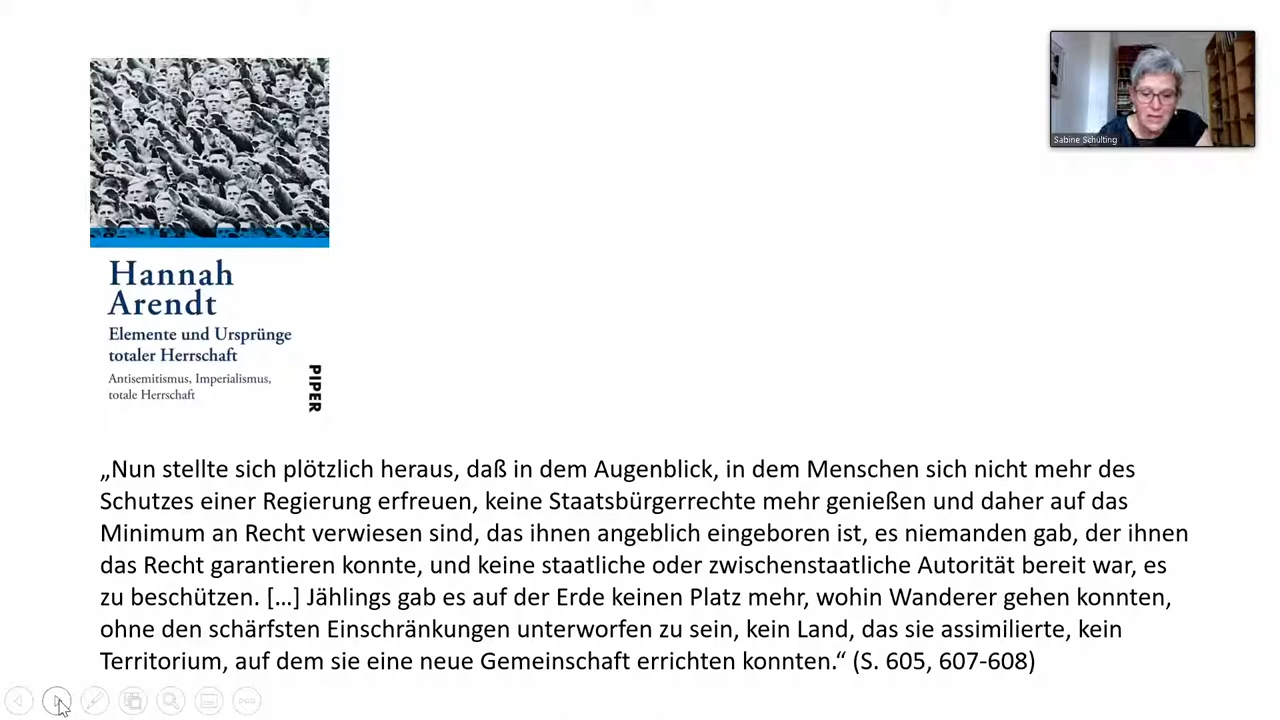 Sabine Schülting
Hannah
Arendt
Elemente und Ursprünge
totaler Herrschaft
Antisemitismus, Imperialismus,
totale Herrschaft
PIPER
„Nun stellte sich plötzlich heraus, daß in dem Augenblick, in dem Menschen sich nicht mehr des
Schutzes einer Regierung erfreuen, keine Staatsbürgerrechte mehr genießen und daher auf das
Minimum an Recht verwiesen sind, das ihnen angeblich eingeboren ist, es niemanden gab, der ihnen
das Recht garantieren konnte, und keine staatliche oder zwischenstaatliche Autorität bereit war, es
zu beschützen. […] Jählings gab es auf der Erde keinen Platz mehr, wohin Wanderer gehen konnten,
ohne den schärfsten Einschränkungen unterworfen zu sein, kein Land, das sie assimilierte, kein
Territorium, auf dem sie eine neue Gemeinschaft errichten konnten.“ (S. 605, 607-608)